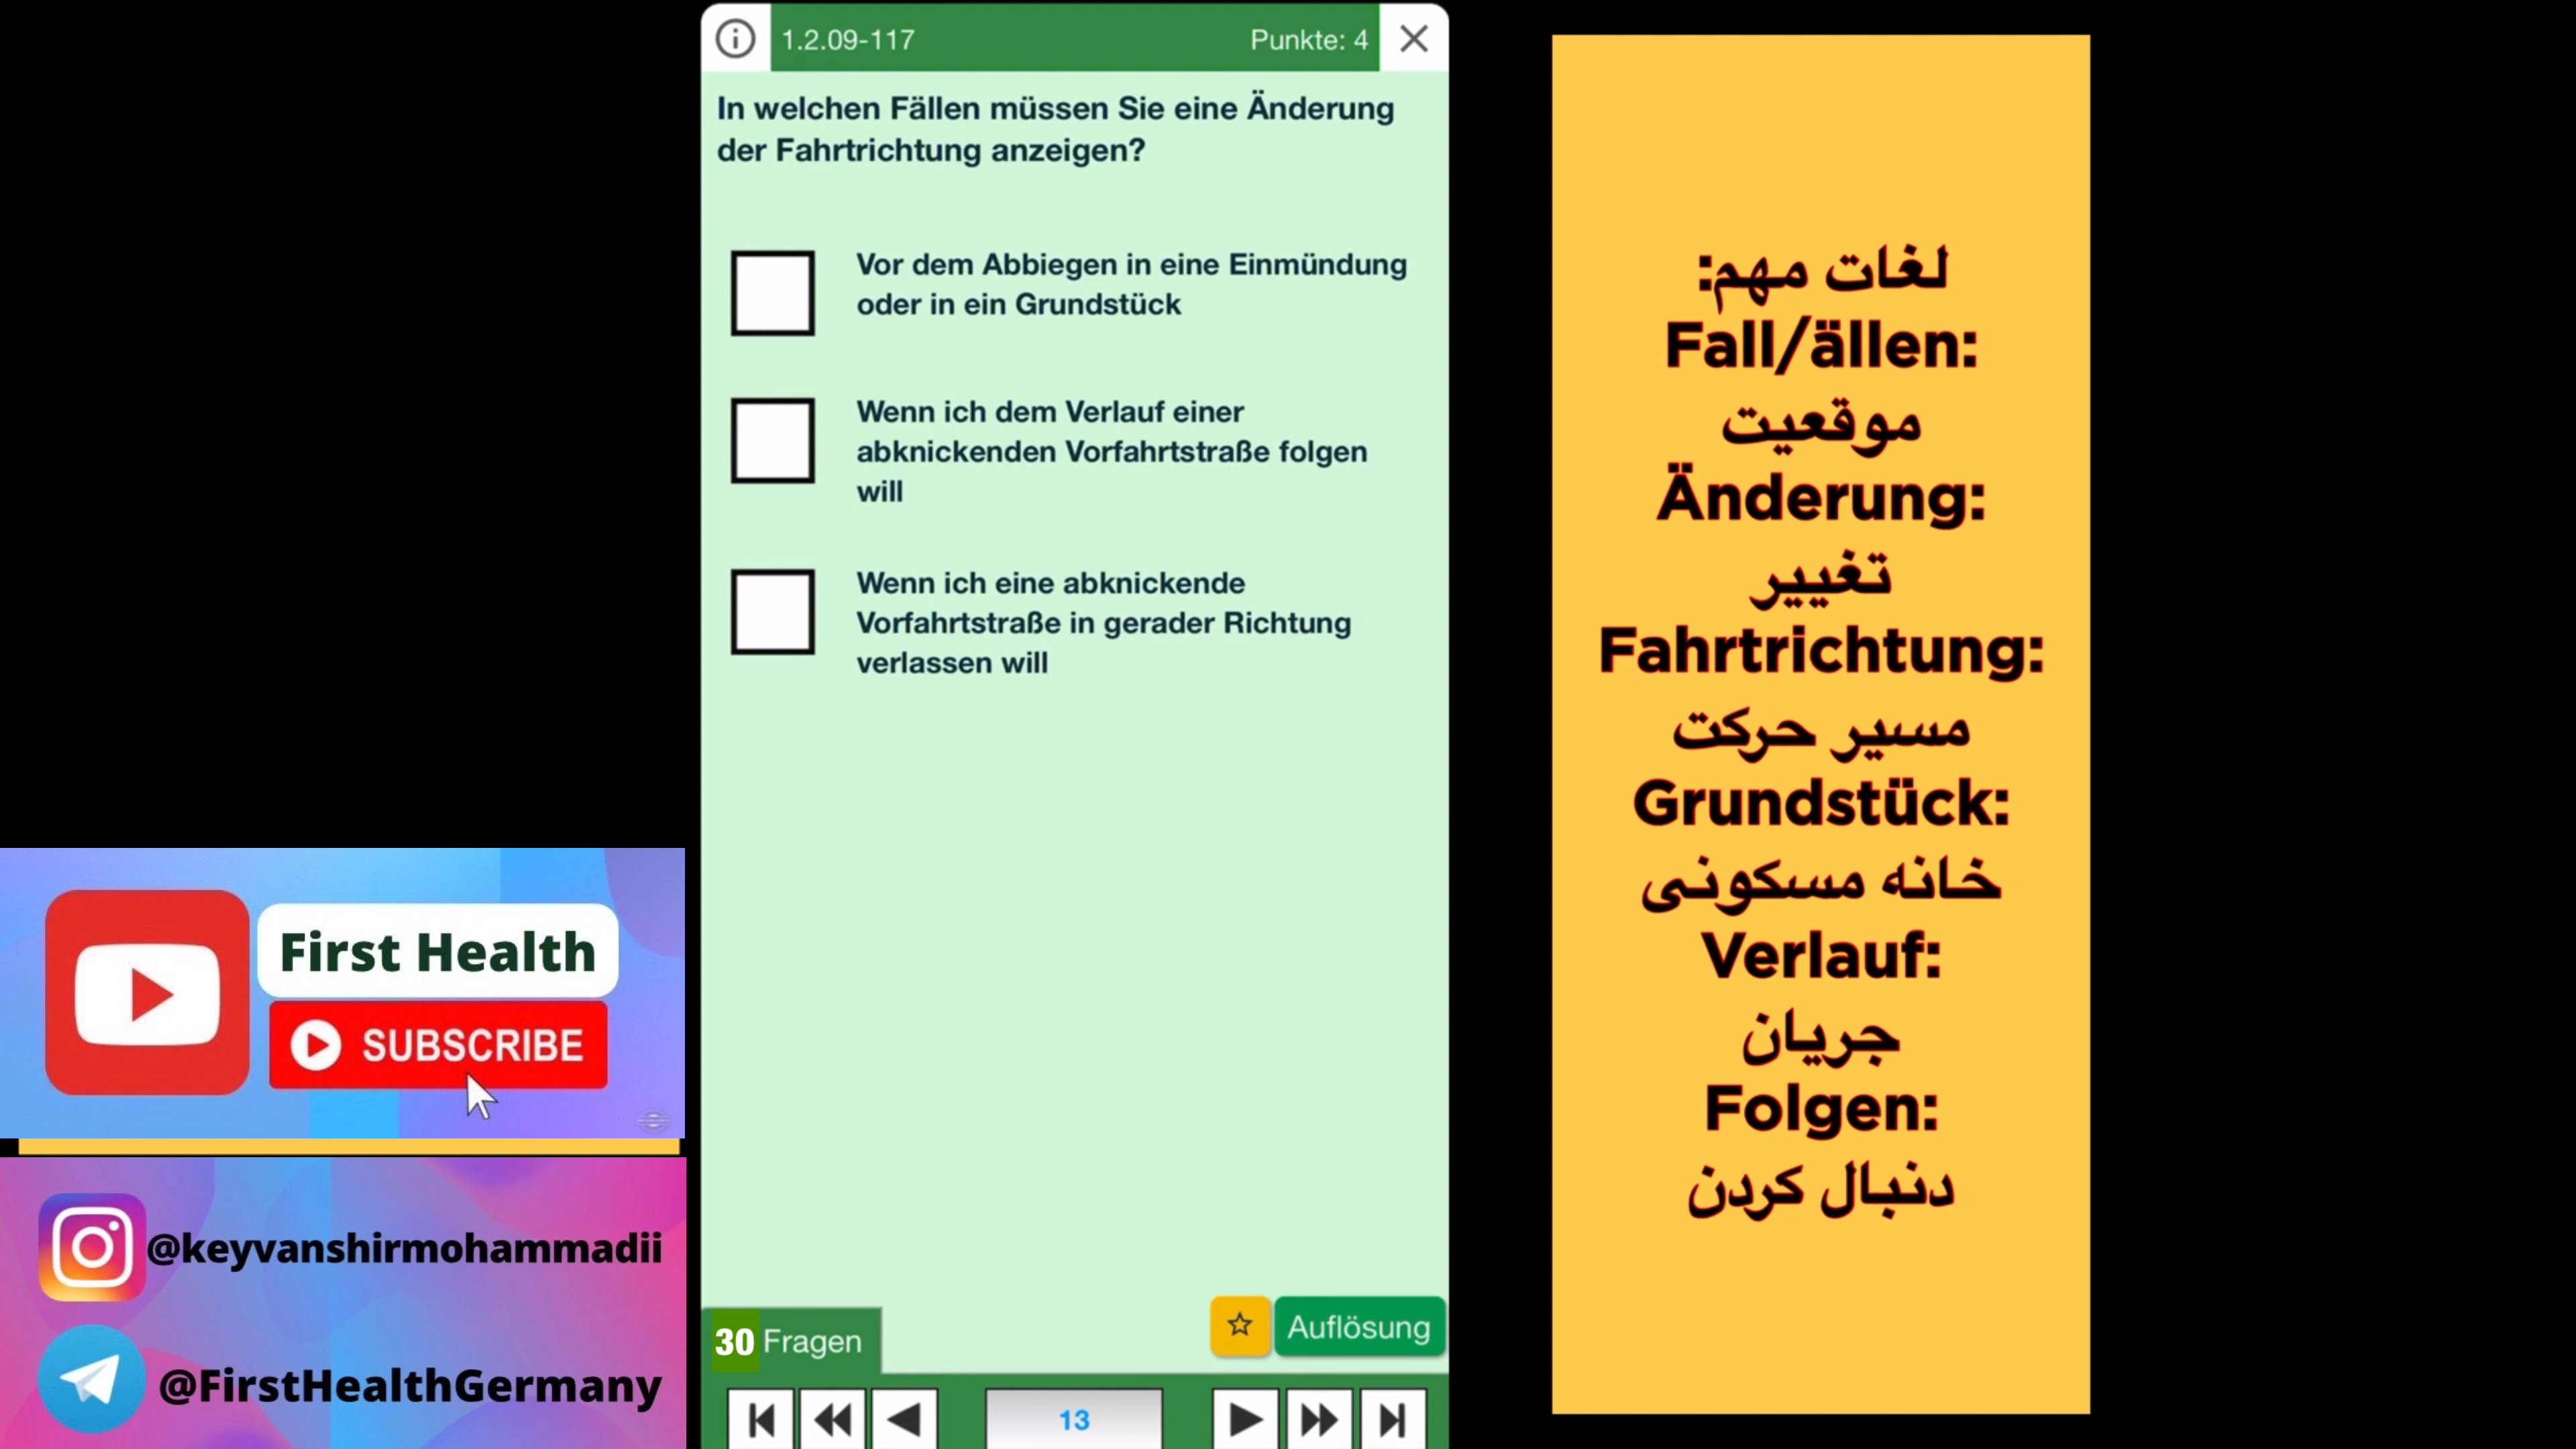 1.2.09-117
Punkte: 4
In welchen Fällen müssen Sie eine Änderung
der Fahrtrichtung anzeigen?
Vor dem Abbiegen in eine Einmündung
oder in ein Grundstück
Wenn ich dem Verlauf einer
abknickenden Vorfahrtstraße folgen
will
Wenn ich eine abknickende
Vorfahrtstraße in gerader Richtung
verlassen will
30 Fragen
Auflösung
13
لغات مهم:
Fall/ällen:
موقعیت
Änderung:
تغییر
Fahrtrichtung:
مسیر حرکت
Grundstück:
خانه مسکونی
Verlauf:
جریان
Folgen:
دنبال کردن
First Health
SUBSCRIBE
@keyvanshirmohammadii
@FirstHealthGermany